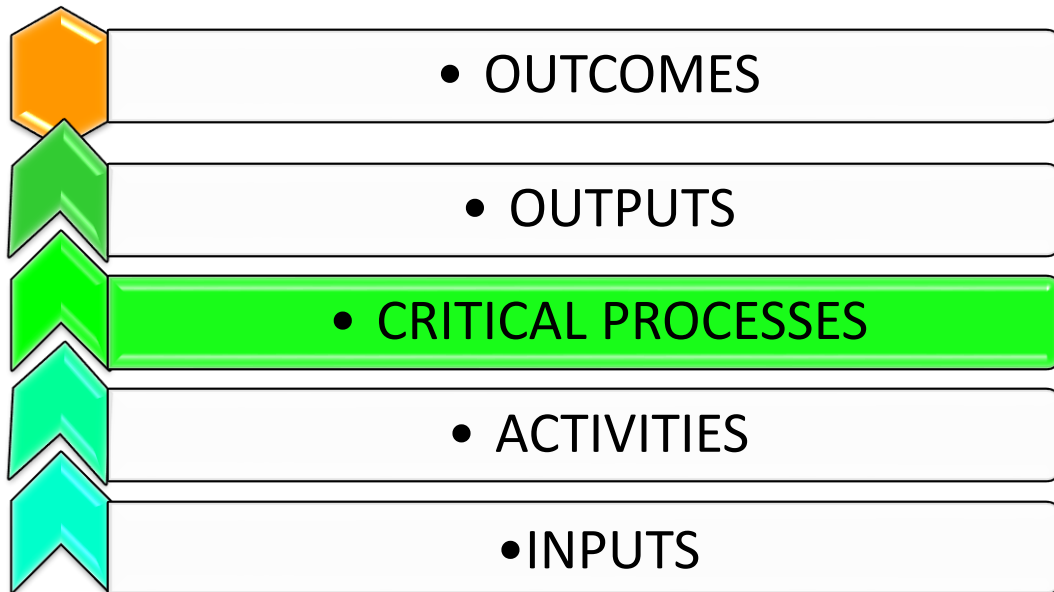 • OUTCOMES
• OUTPUTS
• CRITICAL PROCESSES
• ACTIVITIES
•INPUTS